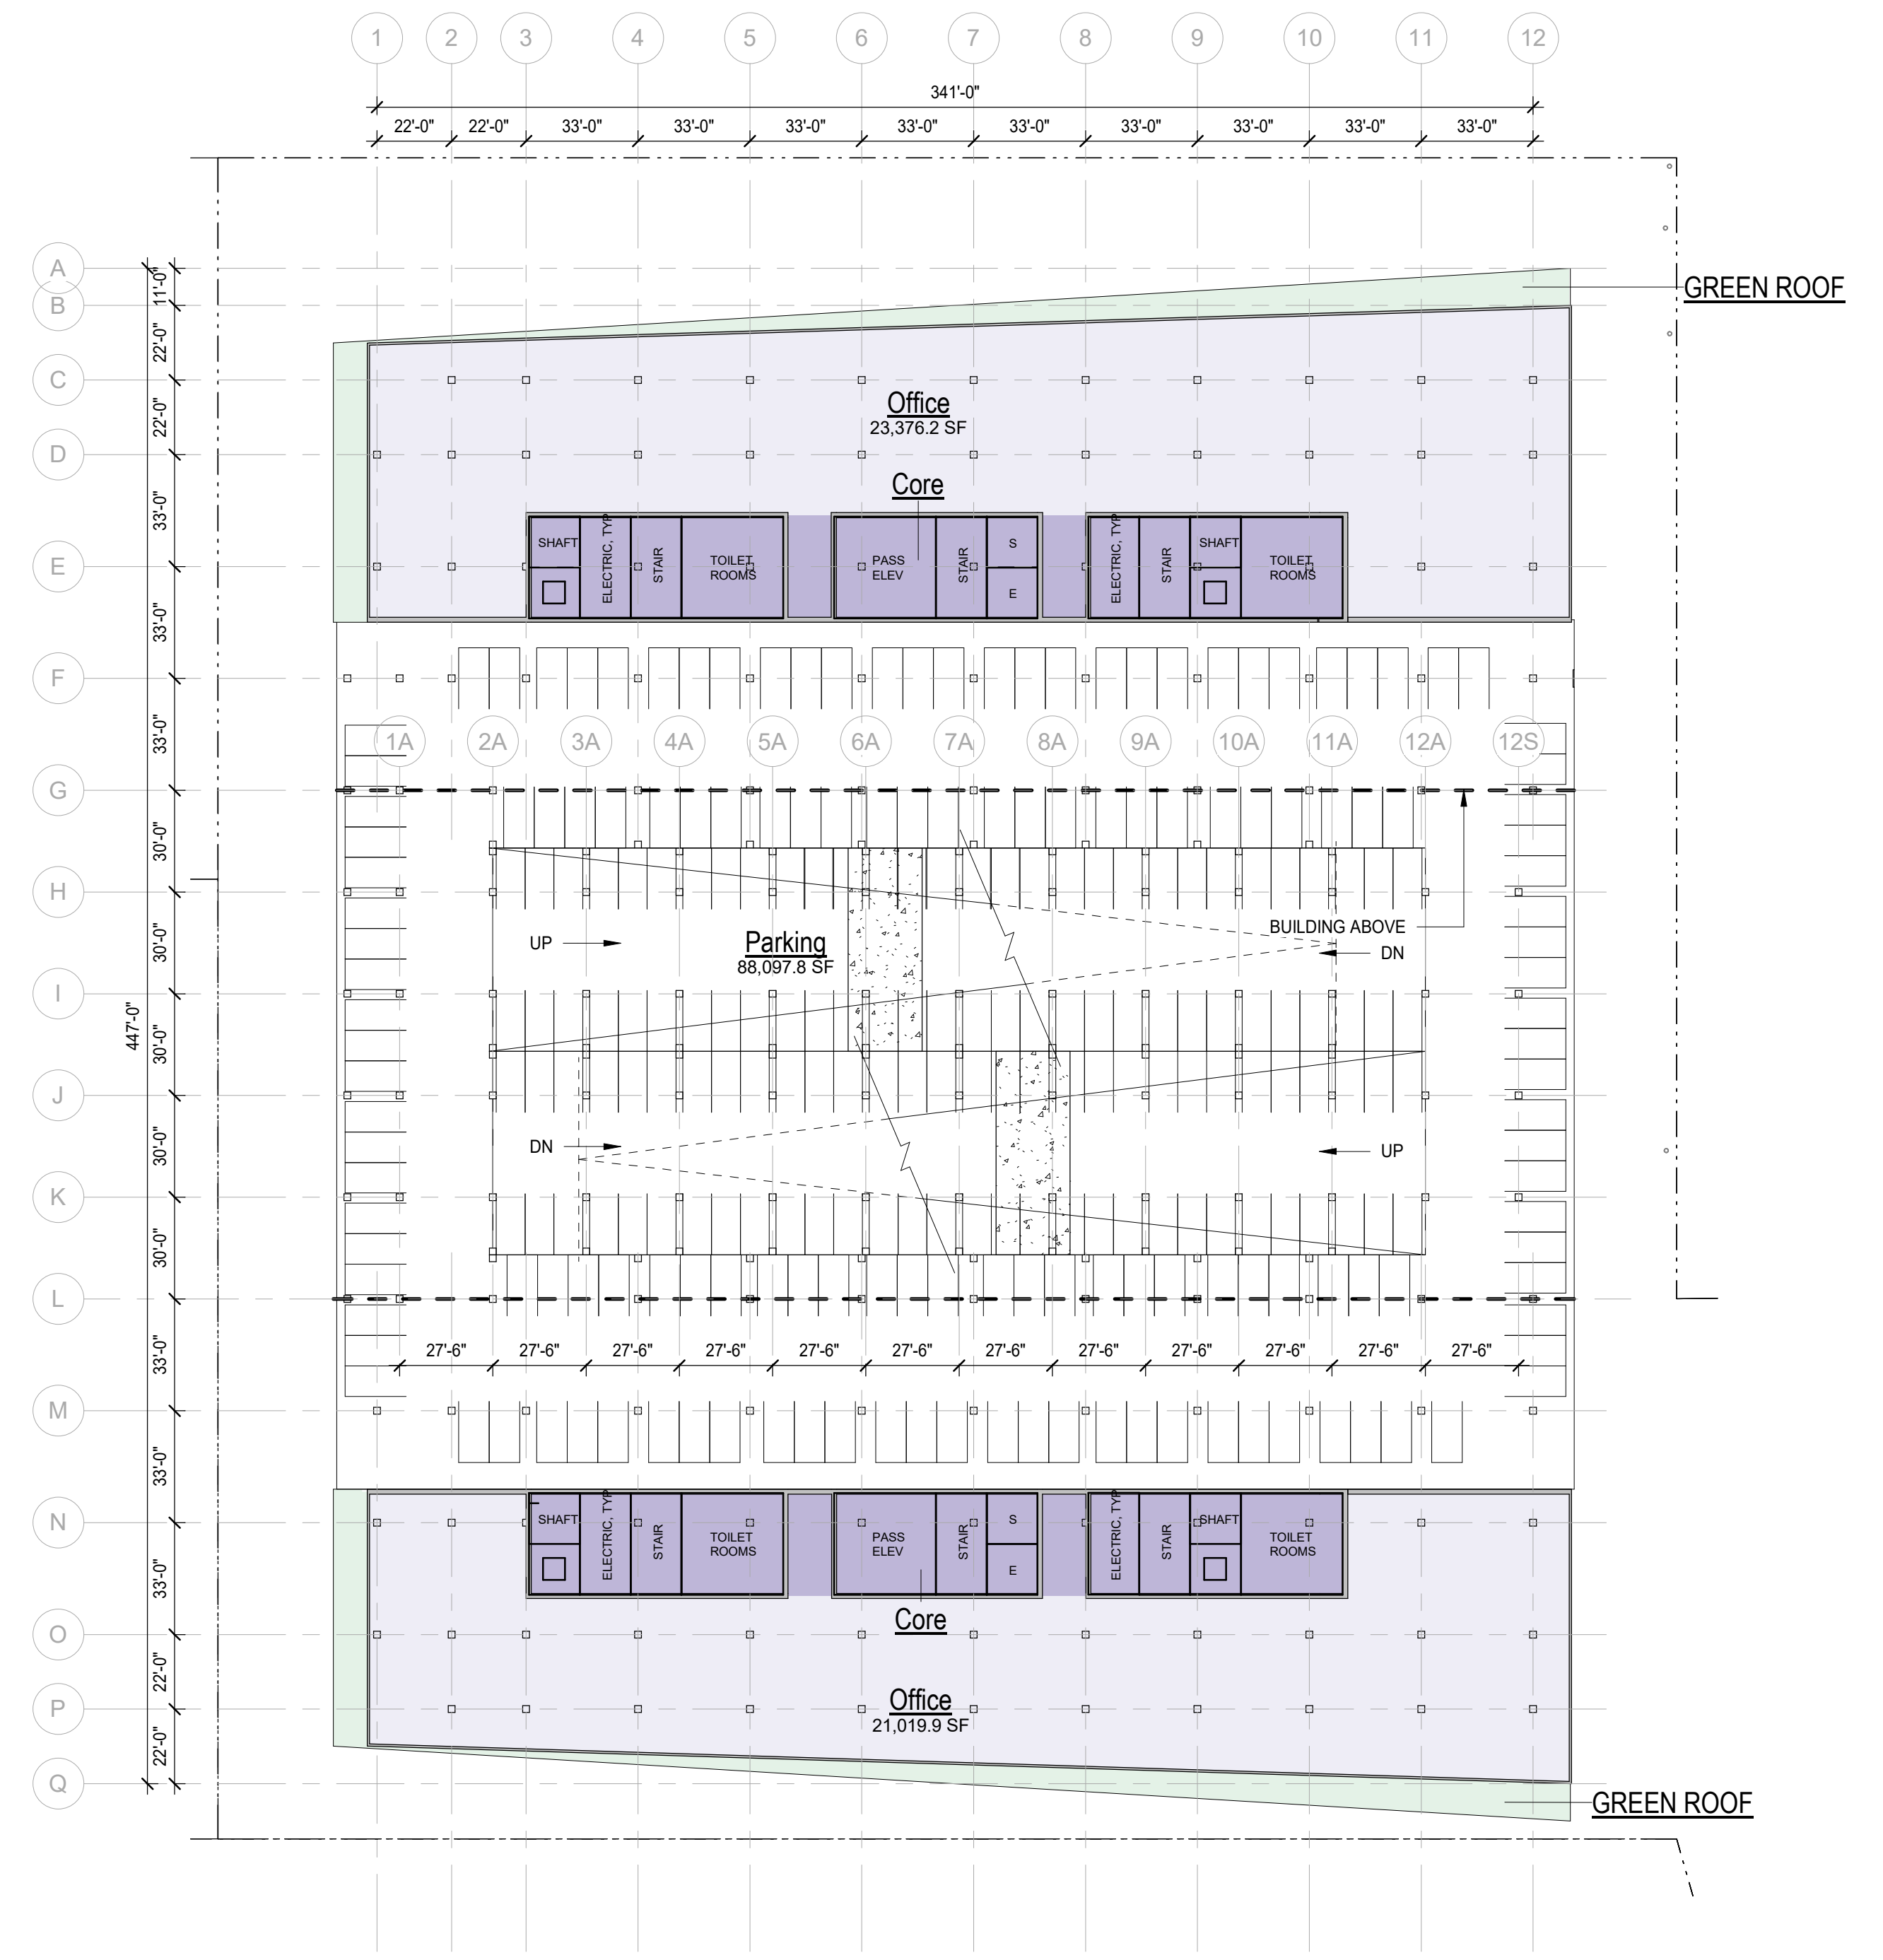 1 2 3 4 5 6 7 8 9 10 11 12
341'-0"
22'-0" 22'-0" 33'-0" 33'-0" 33'-0" 33'-0" 33'-0" 33'-0" 33'-0" 33'-0" 33'-0"
A
11'-0"
GREEN ROOF
B
22'-0"
C
Office
23,376.2 SF
22'-0"
D
Core
33'-0"
SHAFT
ELECTRIC, TYP
STAIR
TOILET
ROOMS
PASS
ELEV
STAIR
S
E
ELECTRIC, TYP
STAIR
SHAFT
TOILET
ROOMS
E
33'-0"
F
33'-0"
1A 2A 3A 4A 5A 6A 7A 8A 9A 10A 11A 12A 12S
G
30'-0"
H
BUILDING ABOVE
UP
Parking
88,097.8 SF
DN
30'-0"
I
447'-0"
30'-0"
J
DN
UP
30'-0"
K
30'-0"
L
33'-0"
27'-6" 27'-6" 27'-6" 27'-6" 27'-6" 27'-6" 27'-6" 27'-6" 27'-6" 27'-6" 27'-6" 27'-6"
M
33'-0"
N
SHAFT
ELECTRIC, TYP
STAIR
TOILET
ROOMS
PASS
ELEV
STAIR
S
E
ELECTRIC, TYP
STAIR
SHAFT
TOILET
ROOMS
33'-0"
O
Core
22'-0"
P
Office
21,019.9 SF
22'-0"
Q
GREEN ROOF